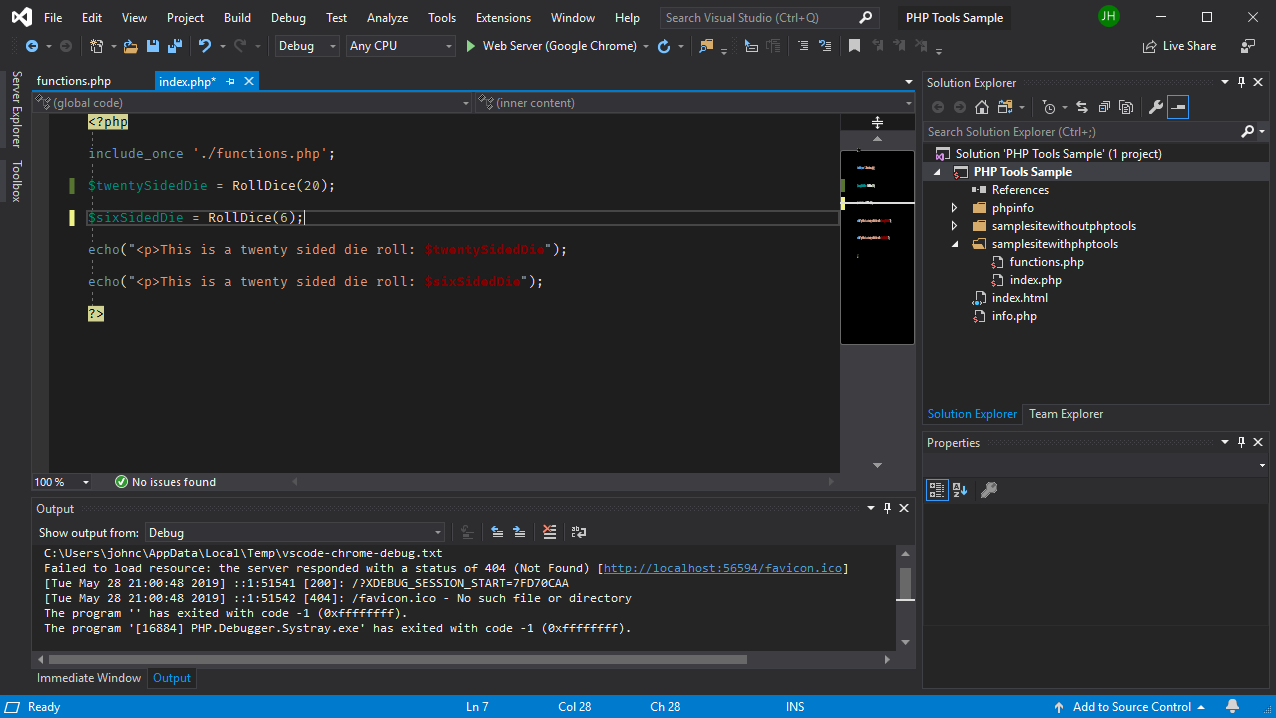 File Edit View Project Build Debug Test Analyze Tools Extensions Window Help Search Visual Studio (Ctrl+Q) PHP Tools Sample JH
Debug Any CPU Web Server (Google Chrome) Live Share
Server Explorer
Toolbox
functions.php index.php*
(global code) (inner content)
<?php
include_once './functions.php';
$twentySidedDie = RollDice(20);
$sixSidedDie = RollDice(6);
echo("<p>This is a twenty sided die roll: $twentySidedDie");
echo("<p>This is a twenty sided die roll: $sixSidedDie");
?>
100 % No issues found
Output
Show output from: Debug
C:\Users\johnc\AppData\Local\Temp\vscode-chrome-debug.txt
Failed to load resource: the server responded with a status of 404 (Not Found) [http://localhost:56594/favicon.ico]
[Tue May 28 21:00:48 2019] ::1:51541 [200]: /?XDEBUG_SESSION_START=7FD70CAA
[Tue May 28 21:00:48 2019] ::1:51542 [404]: /favicon.ico - No such file or directory
The program '' has exited with code -1 (0xffffffff).
The program '[16884] PHP.Debugger.Systray.exe' has exited with code -1 (0xffffffff).
Immediate Window Output
Solution Explorer
Search Solution Explorer (Ctrl+;)
Solution 'PHP Tools Sample' (1 project)
PHP Tools Sample
References
phpinfo
samplesitewithoutphptools
samplesitewithphptools
functions.php
index.php
index.html
info.php
Solution Explorer Team Explorer
Properties
Ready Ln 7 Col 28 Ch 28 INS Add to Source Control